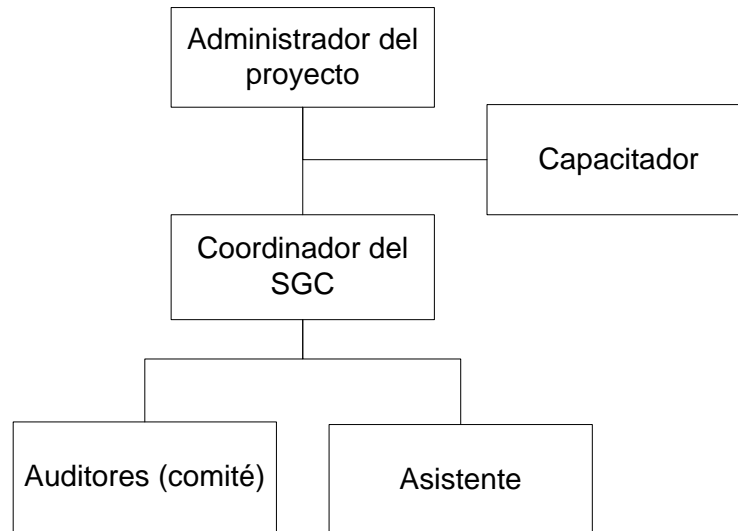 Administrador del
proyecto
Capacitador
Coordinador del
SGC
Auditores (comité)
Asistente